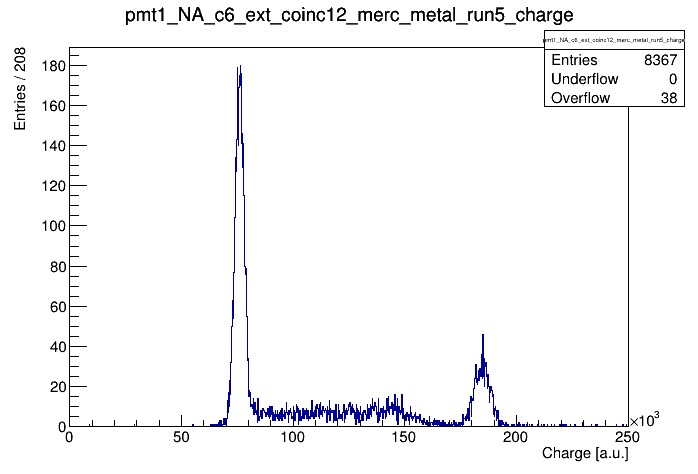 pmt1_NA_c6_ext_coinc12_merc_metal_run5_charge
pmt1_NA_c6_ext_coinc12_merc_metal_run5_charge
Entries 8367
Underflow 0
Overflow 38
Entries / 208
180
160
140
120
100
80
60
40
20
0
0 50 100 150 200 250
×10³
Charge [a.u.]